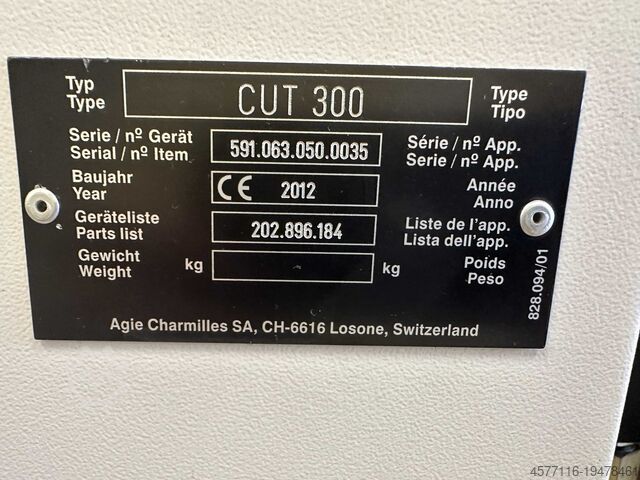 Typ
Type
CUT 300
Type
Tipo
Serie / nº Gerät
Serial / nº Item
591.063.050.0035
Série / nº App.
Serie / nº App.
Baujahr
Year
CE 2012
Année
Anno
Geräteliste
Parts list
202.896.184
Liste de l'app.
Lista dell'app.
Gewicht
Weight
kg
kg
Poids
Peso
828.094/01
Agie Charmilles SA, CH-6616 Losone, Switzerland
4577116-19478461